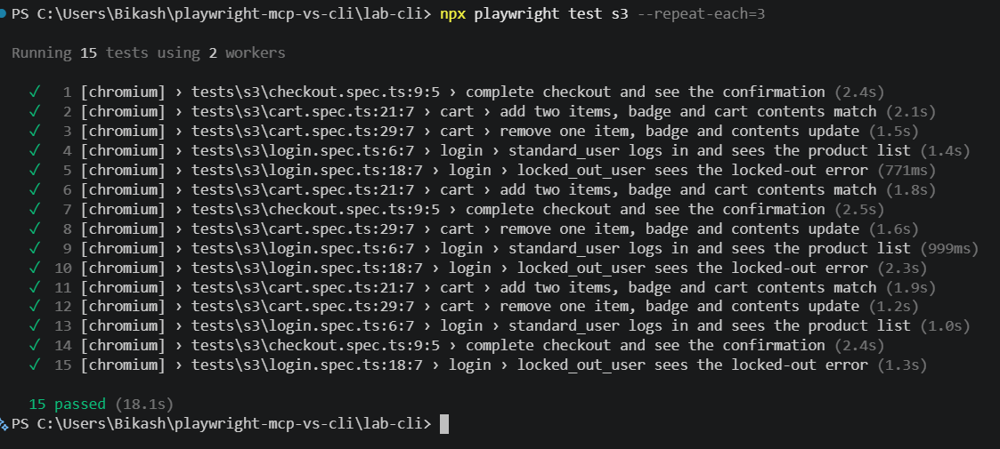 PS C:\Users\Bikash\playwright-mcp-vs-cli\lab-cli> npx playwright test s3 --repeat-each=3
Running 15 tests using 2 workers
✓ 1 [chromium] › tests\s3\checkout.spec.ts:9:5 › complete checkout and see the confirmation (2.4s)
✓ 2 [chromium] › tests\s3\cart.spec.ts:21:7 › cart › add two items, badge and cart contents match (2.1s)
✓ 3 [chromium] › tests\s3\cart.spec.ts:29:7 › cart › remove one item, badge and contents update (1.5s)
✓ 4 [chromium] › tests\s3\login.spec.ts:6:7 › login › standard_user logs in and sees the product list (1.4s)
✓ 5 [chromium] › tests\s3\login.spec.ts:18:7 › login › locked_out_user sees the locked-out error (771ms)
✓ 6 [chromium] › tests\s3\cart.spec.ts:21:7 › cart › add two items, badge and cart contents match (1.8s)
✓ 7 [chromium] › tests\s3\checkout.spec.ts:9:5 › complete checkout and see the confirmation (2.5s)
✓ 8 [chromium] › tests\s3\cart.spec.ts:29:7 › cart › remove one item, badge and contents update (1.6s)
✓ 9 [chromium] › tests\s3\login.spec.ts:6:7 › login › standard_user logs in and sees the product list (999ms)
✓ 10 [chromium] › tests\s3\login.spec.ts:18:7 › login › locked_out_user sees the locked-out error (2.3s)
✓ 11 [chromium] › tests\s3\cart.spec.ts:21:7 › cart › add two items, badge and cart contents match (1.9s)
✓ 12 [chromium] › tests\s3\cart.spec.ts:29:7 › cart › remove one item, badge and contents update (1.2s)
✓ 13 [chromium] › tests\s3\login.spec.ts:6:7 › login › standard_user logs in and sees the product list (1.0s)
✓ 14 [chromium] › tests\s3\checkout.spec.ts:9:5 › complete checkout and see the confirmation (2.4s)
✓ 15 [chromium] › tests\s3\login.spec.ts:18:7 › login › locked_out_user sees the locked-out error (1.3s)
15 passed (18.1s)
PS C:\Users\Bikash\playwright-mcp-vs-cli\lab-cli>